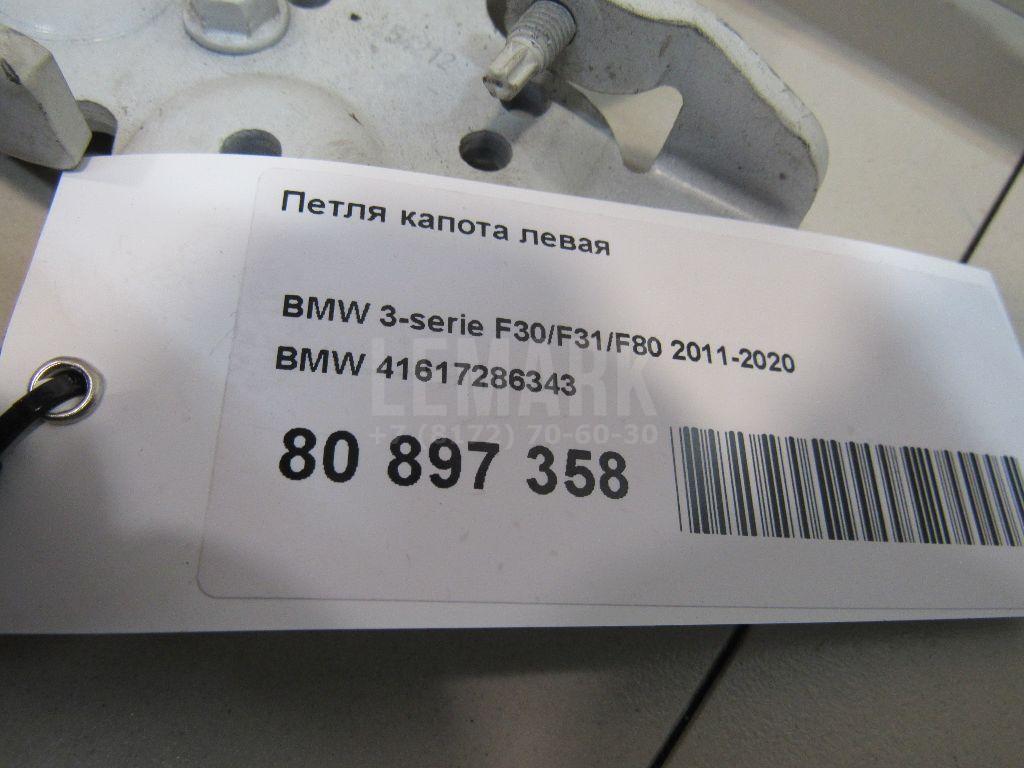 Петля капота левая
BMW 3-serie F30/F31/F80 2011-2020
BMW 41617286343
LEMARK
+7 (8172) 70-60-30
80 897 358